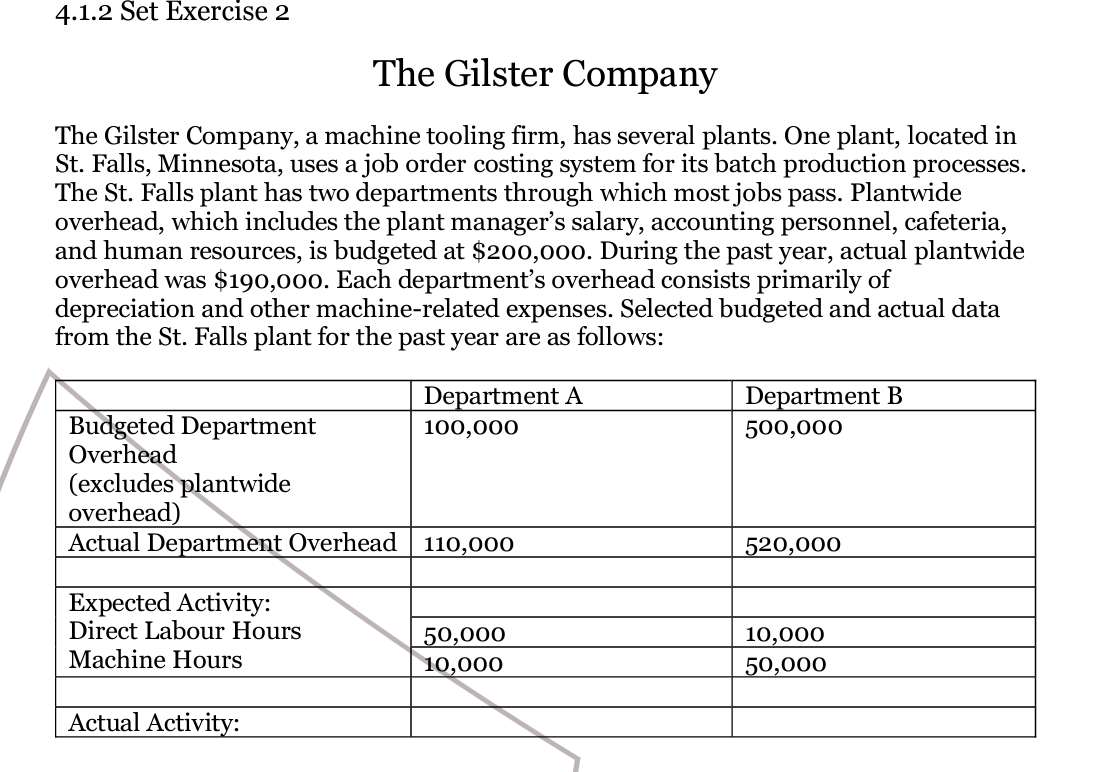 4.1.2 Set Exercise 2
The Gilster Company
The Gilster Company, a machine tooling firm, has several plants. One plant, located in
St. Falls, Minnesota, uses a job order costing system for its batch production processes.
The St. Falls plant has two departments through which most jobs pass. Plantwide
overhead, which includes the plant manager’s salary, accounting personnel, cafeteria,
and human resources, is budgeted at $200,000. During the past year, actual plantwide
overhead was $190,000. Each department’s overhead consists primarily of
depreciation and other machine-related expenses. Selected budgeted and actual data
from the St. Falls plant for the past year are as follows:
Department A Department B
Budgeted Department 100,000 500,000
Overhead
(excludes plantwide
overhead)
Actual Department Overhead 110,000 520,000
Expected Activity:
Direct Labour Hours 50,000 10,000
Machine Hours 10,000 50,000
Actual Activity: